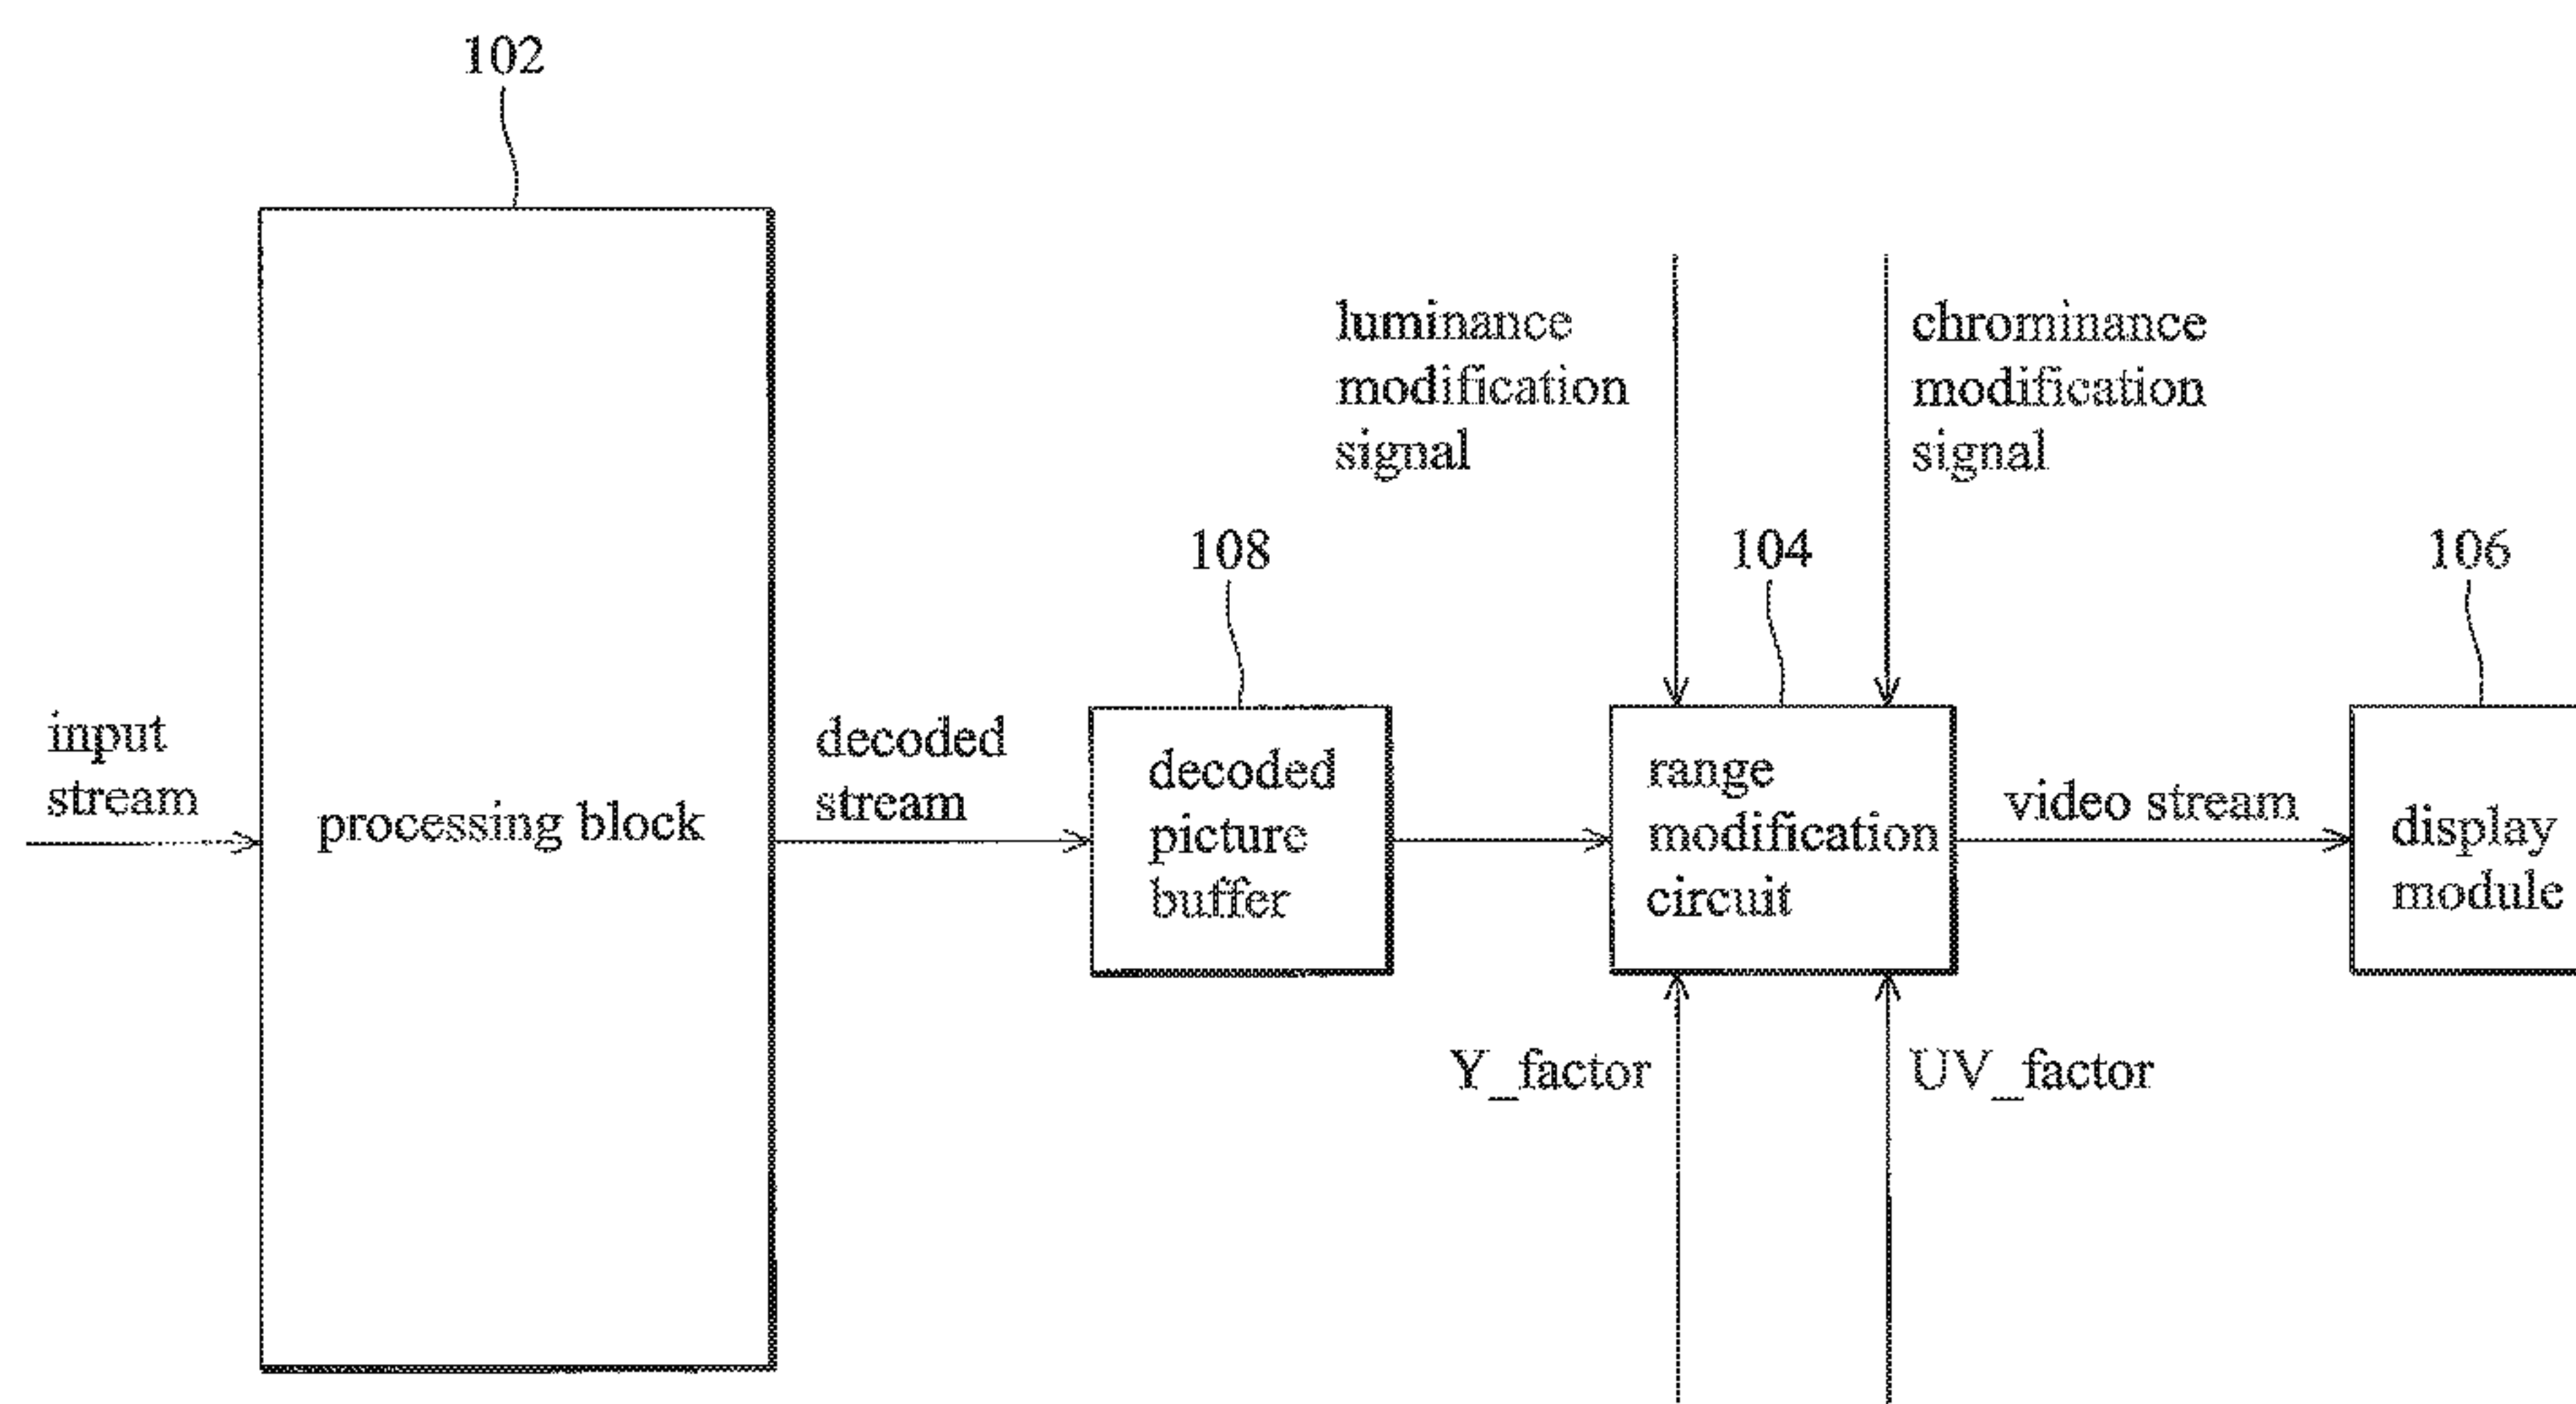 102
luminance
modification
signal
chrominance
modification
signal
108
104
106
input
stream
processing block
decoded
stream
decoded
picture
buffer
range
modification
circuit
video stream
display
module
Y_factor
UV_factor